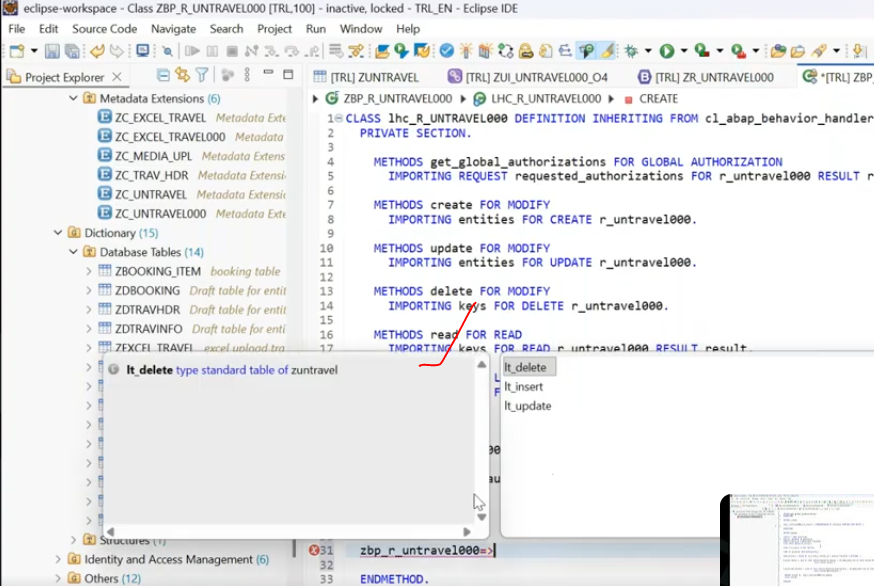 eclipse-workspace - Class ZBP_R_UNTRAVEL000 [TRL,100] - inactive, locked - TRL_EN - Eclipse IDE
File Edit Source Code Navigate Search Project Run Window Help
Project Explorer
[TRL] ZUNTRAVEL [TRL] ZUI_UNTRAVEL000_O4 [TRL] ZR_UNTRAVEL000 *[TRL] ZBP_
ZBP_R_UNTRAVEL000 LHC_R_UNTRAVEL000 CREATE
Metadata Extensions (6)
ZC_EXCEL_TRAVEL Metadata Exte
ZC_EXCEL_TRAVEL000 Metadata
ZC_MEDIA_UPL Metadata Extens
ZC_TRAV_HDR Metadata Extensi
ZC_UNTRAVEL Metadata Extensio
ZC_UNTRAVEL000 Metadata Exte
Dictionary (15)
Database Tables (14)
ZBOOKING_ITEM booking table
ZDBOOKING Draft table for entit
ZDTRAVHDR Draft table for entit
ZDTRAVINFO Draft table for entit
ZEXCEL_TRAVEL excel upload tra
Structures (1)
Identity and Access Management (6)
Others (12)
1 CLASS lhc_R_UNTRAVEL000 DEFINITION INHERITING FROM cl_abap_behavior_handler
2 PRIVATE SECTION.
3
4 METHODS get_global_authorizations FOR GLOBAL AUTHORIZATION
5 IMPORTING REQUEST requested_authorizations FOR r_untravel000 RESULT r
6
7 METHODS create FOR MODIFY
8 IMPORTING entities FOR CREATE r_untravel000.
9
10 METHODS update FOR MODIFY
11 IMPORTING entities FOR UPDATE r_untravel000.
12
13 METHODS delete FOR MODIFY
14 IMPORTING keys FOR DELETE r_untravel000.
15
16 METHODS read FOR READ
17 IMPORTING keys FOR READ r_untravel000 RESULT result.
lt_delete type standard table of zuntravel
lt_delete
lt_insert
lt_update
31 zbp_r_untravel000=>
32
33 ENDMETHOD.